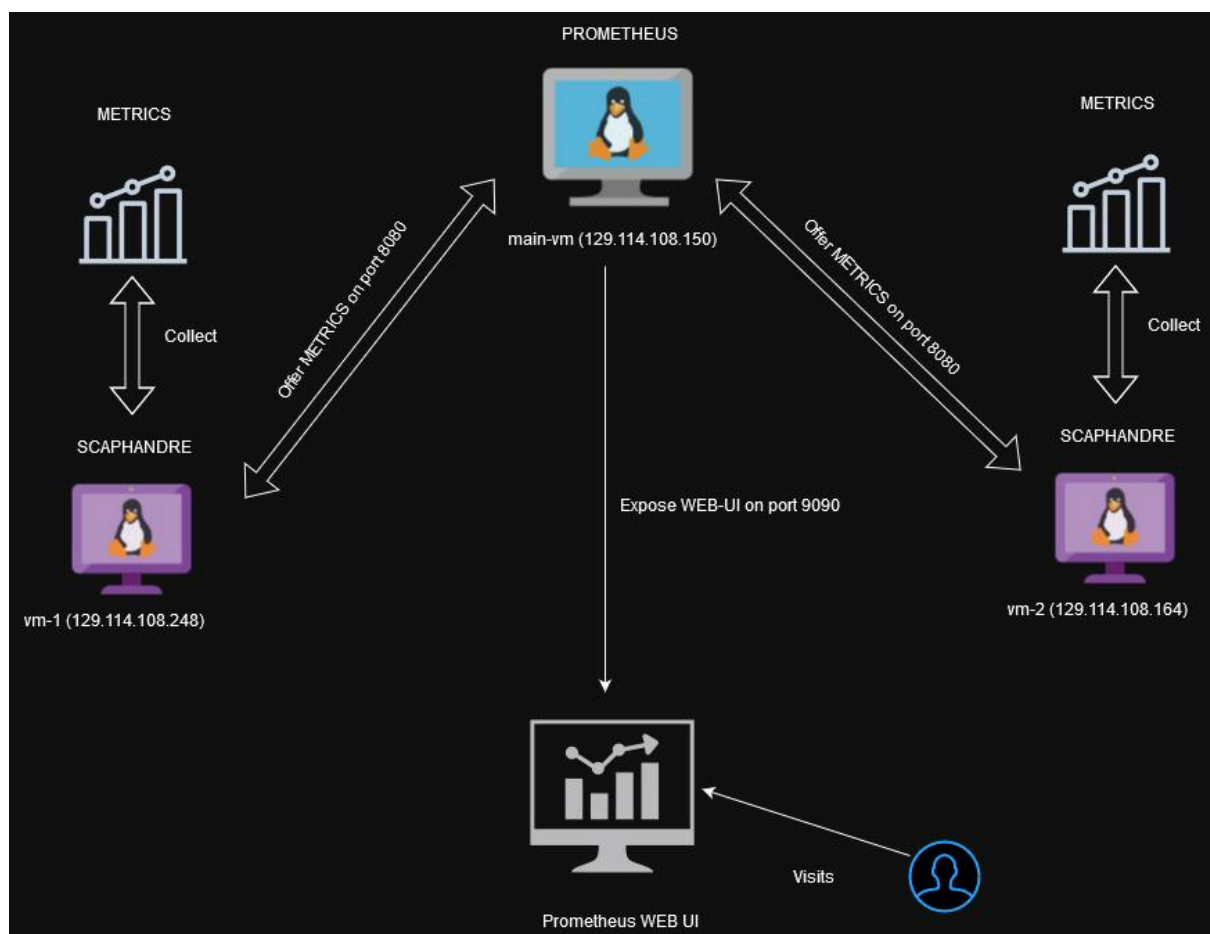 PROMETHEUS
METRICS
METRICS
main-vm (129.114.108.150)
Offer METRICS on port 8080
Offer METRICS on port 8080
Collect
Collect
SCAPHANDRE
SCAPHANDRE
Expose WEB-UI on port 9090
vm-1 (129.114.108.248)
vm-2 (129.114.108.164)
Visits
Prometheus WEB UI